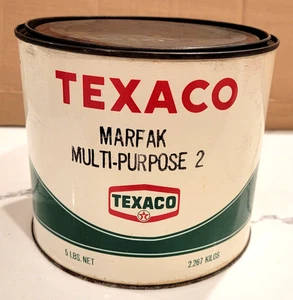 TEXACO
MARFAK
MULTI-PURPOSE 2
TEXACO
5 LBS. NET 2.267 KILOS